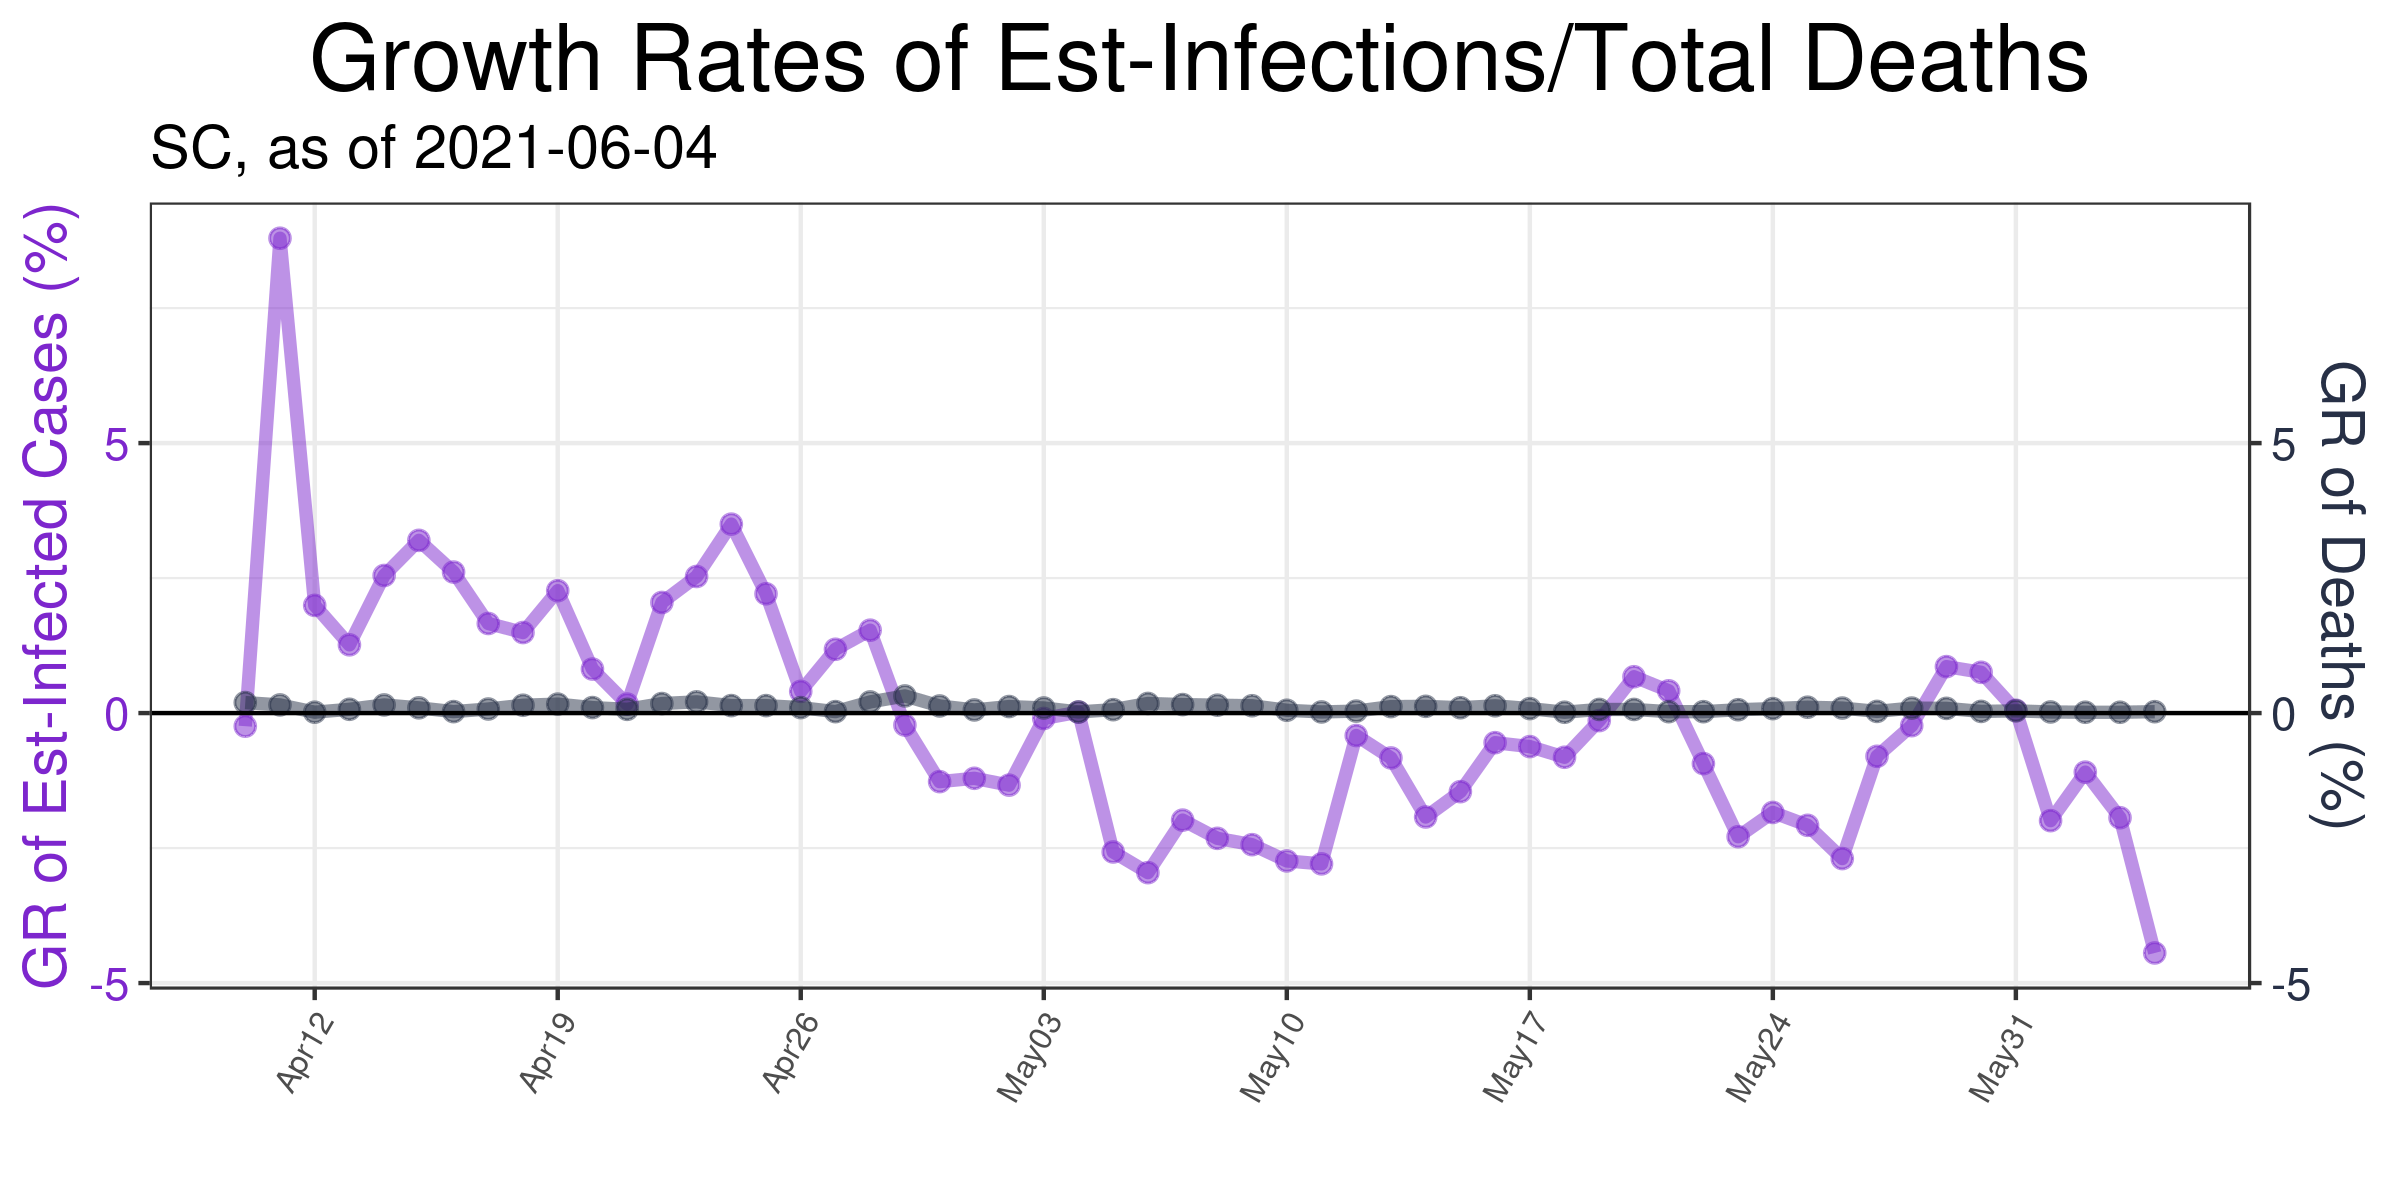 Growth Rates of Est-Infections/Total Deaths
SC, as of 2021-06-04
GR of Est-Infected Cases (%)
5
0
-5
5
0
-5
GR of Deaths (%)
Apr12
Apr19
Apr26
May03
May10
May17
May24
May31